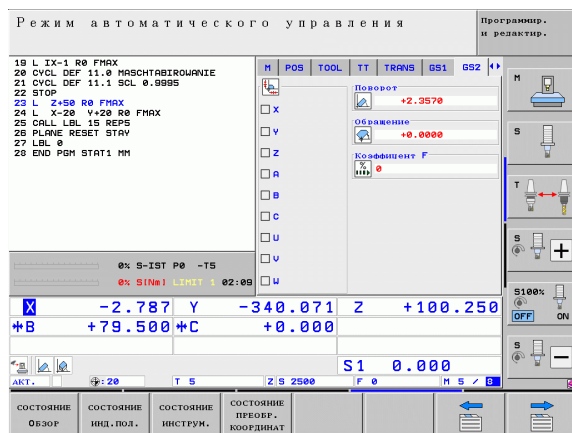 Режим автоматического управления
Программир.
и редактир.
19 L IX-1 R0 FMAX
20 CYCL DEF 11.0 MASCHTABIROWANIE
21 CYCL DEF 11.1 SCL 0.9995
22 STOP
23 L Z+50 R0 FMAX
24 L X-20 Y+20 R0 FMAX
25 CALL LBL 15 REP5
26 PLANE RESET STAY
27 LBL 0
28 END PGM STAT1 MM
M POS TOOL TT TRANS GS1 GS2
Поворот
+2.3570
Обращение
+0.0000
Коэффицент F
0
X
Y
Z
A
B
C
U
V
W
0% S-IST P0 -T5
0% S[Nm] LIMIT 1 02:09
X -2.787 Y -340.071 Z +100.250
B +79.500 C +0.000
S1 0.000
АКТ. :20 T 5 Z S 2500 F 0 M 5 / 8
M
S
T
S
S100%
OFF ON
S
СОСТОЯНИЕ
ОБЗОР
СОСТОЯНИЕ
ИНД.ПОЛ.
СОСТОЯНИЕ
ИНСТРУМ.
СОСТОЯНИЕ
ПРЕОБР.
КООРДИНАТ